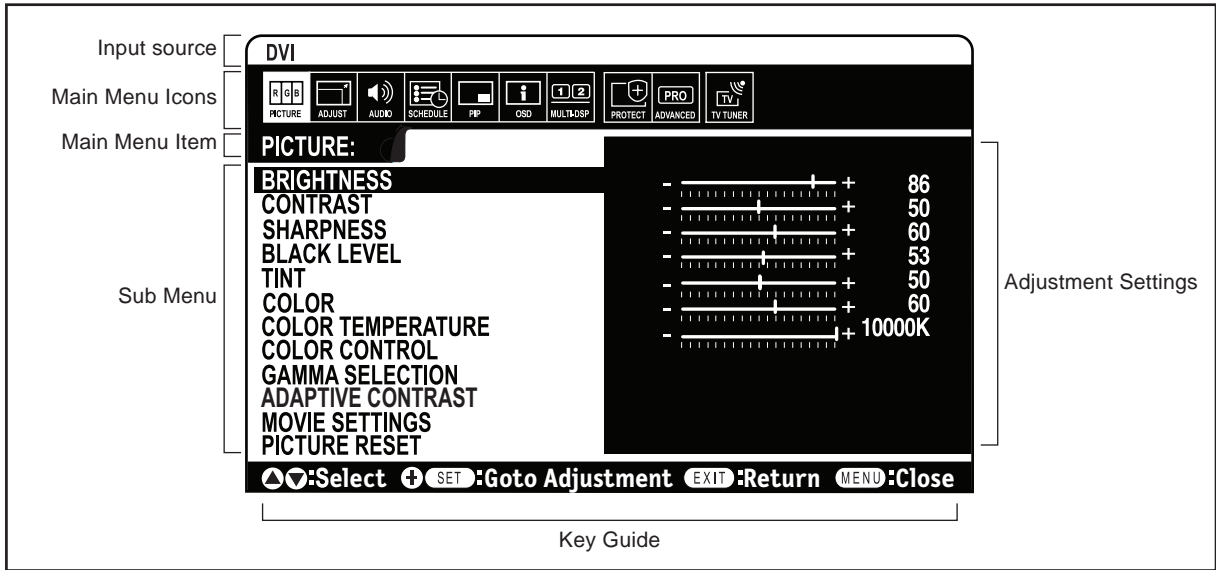 Input source
DVI
Main Menu Icons
R G B PICTURE
ADJUST
AUDIO
SCHEDULE
PIP
i OSD
1 2 MULTI-DSP
PROTECT
PRO ADVANCED
TV TV TUNER
Main Menu Item
PICTURE:
Sub Menu
BRIGHTNESS - + 86
CONTRAST - + 50
SHARPNESS - + 60
BLACK LEVEL - + 53
TINT - + 50
COLOR - + 60
COLOR TEMPERATURE - + 10000K
COLOR CONTROL
GAMMA SELECTION
ADAPTIVE CONTRAST
MOVIE SETTINGS
PICTURE RESET
Adjustment Settings
:Select + SET :Goto Adjustment EXIT :Return MENU :Close
Key Guide